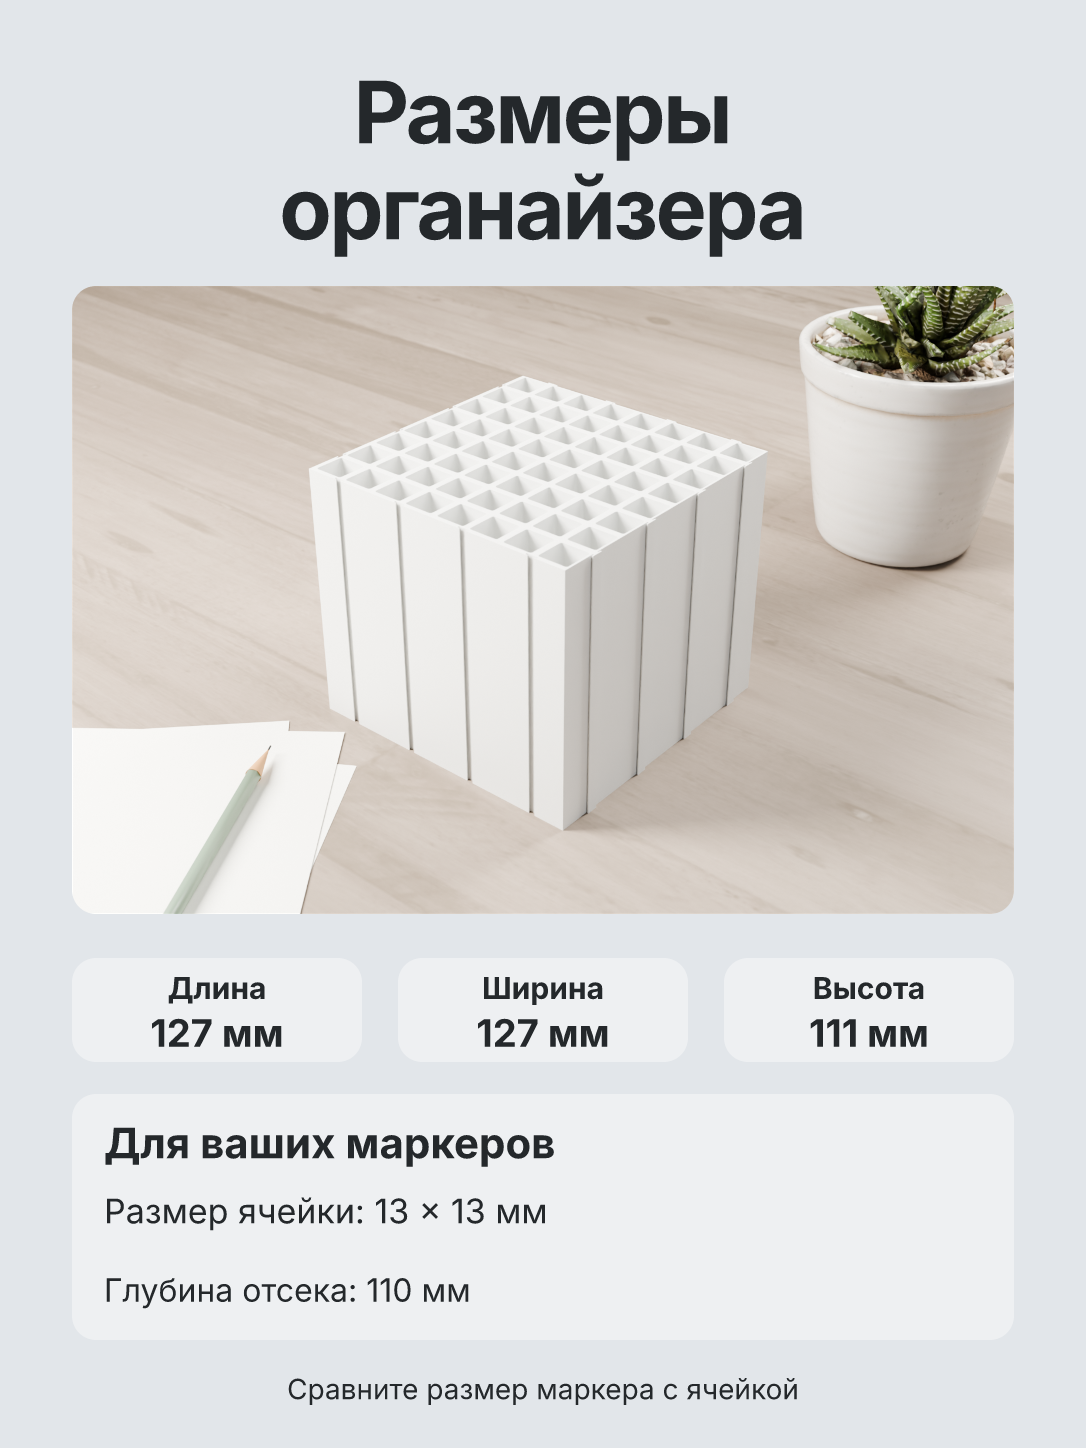 Размеры
органайзера
Длина
127 мм
Ширина
127 мм
Высота
111 мм
Для ваших маркеров
Размер ячейки: 13 × 13 мм
Глубина отсека: 110 мм
Сравните размер маркера с ячейкой